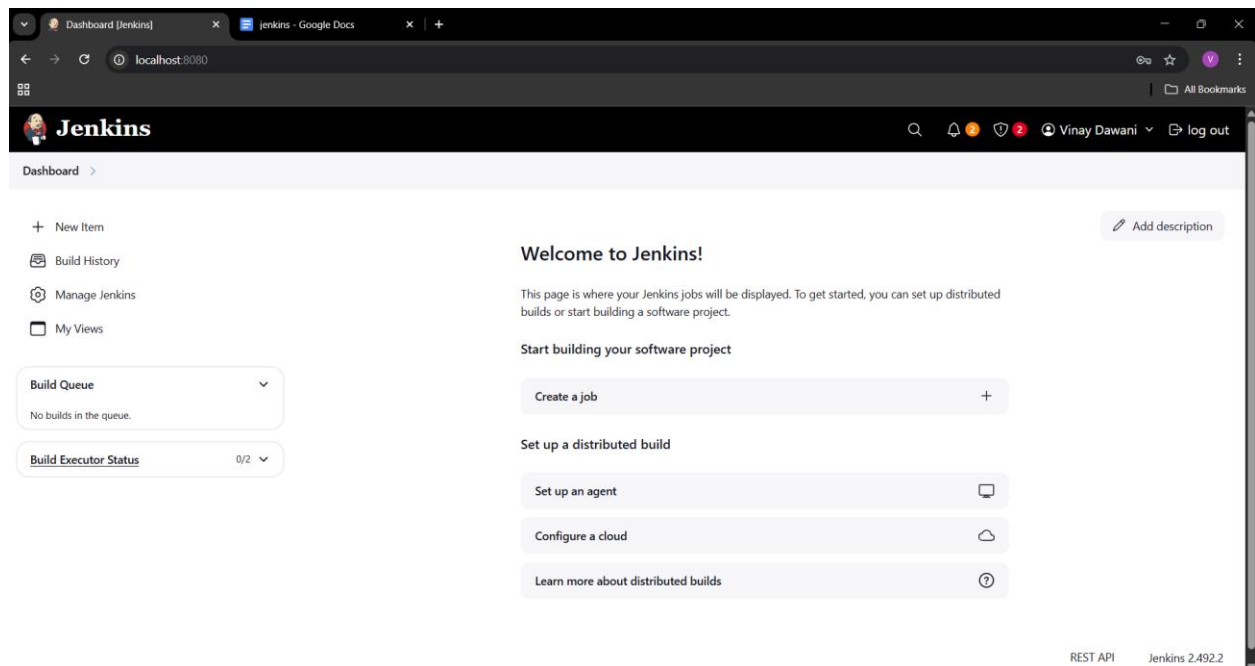 Dashboard [Jenkins]
jenkins - Google Docs
localhost:8080
V
All Bookmarks
Jenkins
2
2
Vinay Dawani
log out
Dashboard
New Item
Build History
Manage Jenkins
My Views
Build Queue
No builds in the queue.
Build Executor Status
0/2
Add description
Welcome to Jenkins!
This page is where your Jenkins jobs will be displayed. To get started, you can set up distributed
builds or start building a software project.
Start building your software project
Create a job
Set up a distributed build
Set up an agent
Configure a cloud
Learn more about distributed builds
REST API
Jenkins 2.492.2